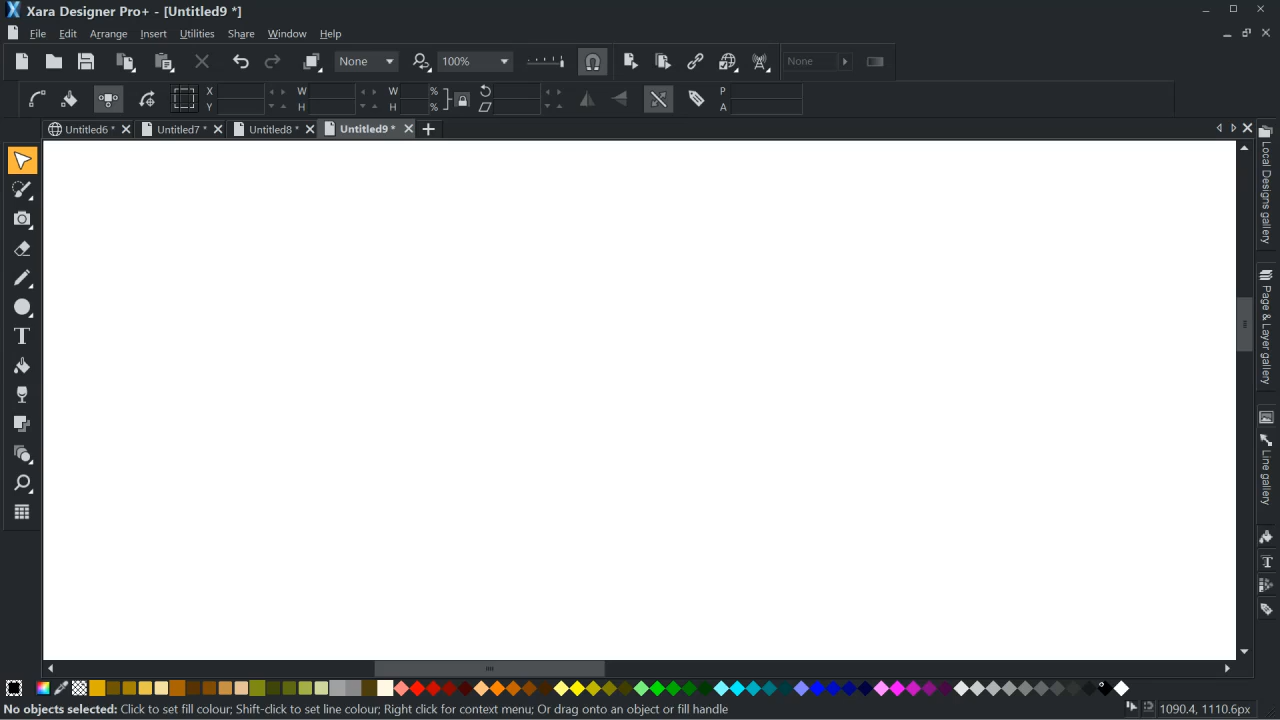 Xara Designer Pro+ - [Untitled9 *]
File Edit Arrange Insert Utilities Share Window Help
None 100% None
X W W % P
Y H H % A
Untitled6 * Untitled7 * Untitled8 * Untitled9 *
Local Designs gallery
Page & Layer gallery
Line gallery
No objects selected: Click to set fill colour; Shift-click to set line colour; Right click for context menu; Or drag onto an object or fill handle
1090.4, 1110.6px